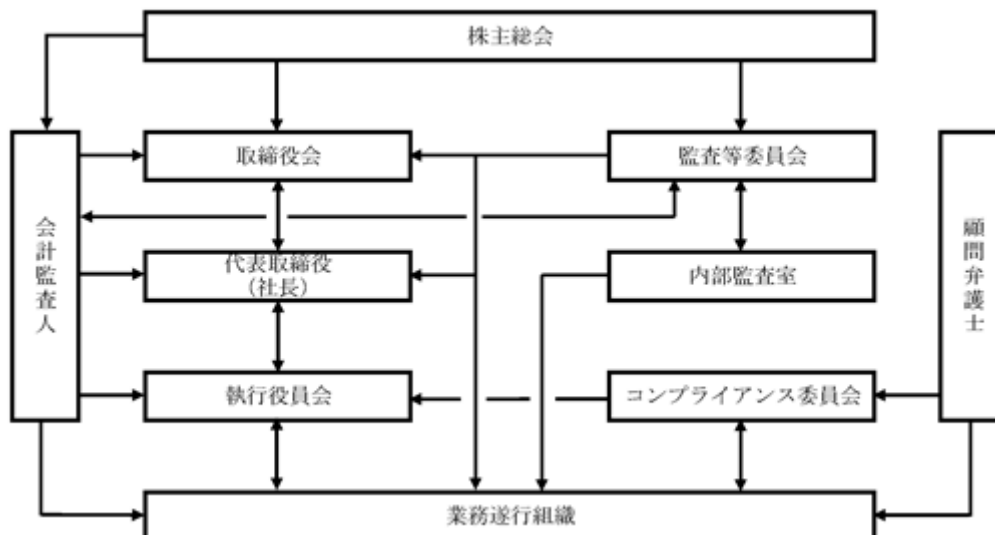 株主総会
取締役会
監査等委員会
会計監査人
顧問弁護士
代表取締役
（社長）
内部監査室
執行役員会
コンプライアンス委員会
業務遂行組織